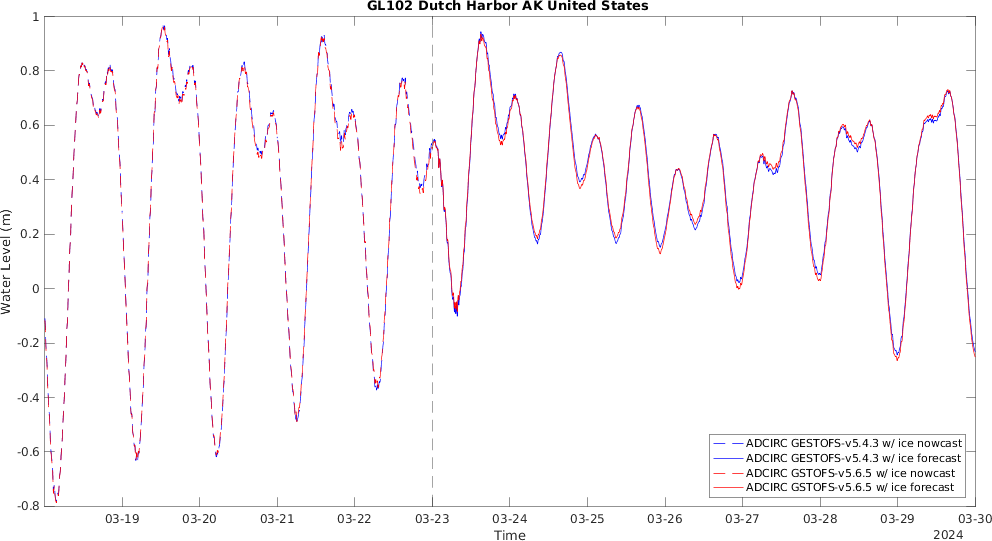 GL102 Dutch Harbor AK United States
1
0.8
0.6
0.4
0.2
0
-0.2
-0.4
-0.6
-0.8
Water Level (m)
ADCIRC GESTOFS-v5.4.3 w/ ice nowcast
ADCIRC GESTOFS-v5.4.3 w/ ice forecast
ADCIRC GSTOFS-v5.6.5 w/ ice nowcast
ADCIRC GSTOFS-v5.6.5 w/ ice forecast
03-19 03-20 03-21 03-22 03-23 03-24 03-25 03-26 03-27 03-28 03-29 03-30
Time
2024